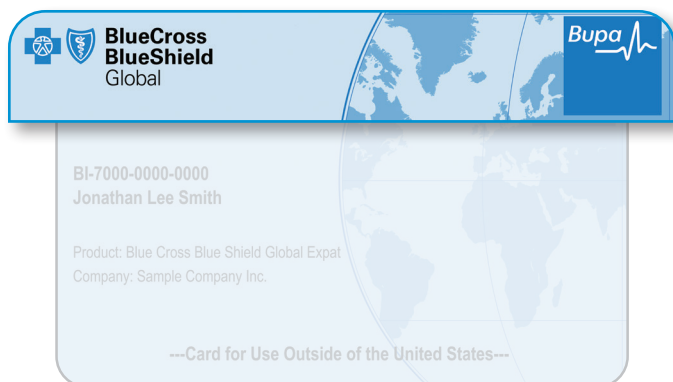 BlueCross
BlueShield
Global
Bupa
BI-7000-0000-0000
Jonathan Lee Smith
Product: Blue Cross Blue Shield Global Expat
Company: Sample Company Inc.
---Card for Use Outside of the United States---